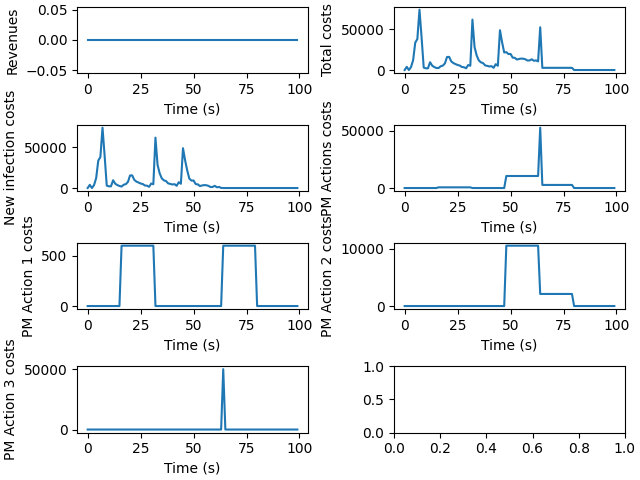 Revenues
0.05
0.00
−0.05
0 25 50 75 100
Time (s)
Total costs
50000
0
0 25 50 75 100
Time (s)
New infection costs
50000
0
0 25 50 75 100
Time (s)
PM Actions costs
50000
0
0 25 50 75 100
Time (s)
PM Action 1 costs
500
0
0 25 50 75 100
Time (s)
PM Action 2 costs
10000
0
0 25 50 75 100
Time (s)
PM Action 3 costs
50000
0
0 25 50 75 100
Time (s)
1.0
0.5
0.0
0.0 0.2 0.4 0.6 0.8 1.0